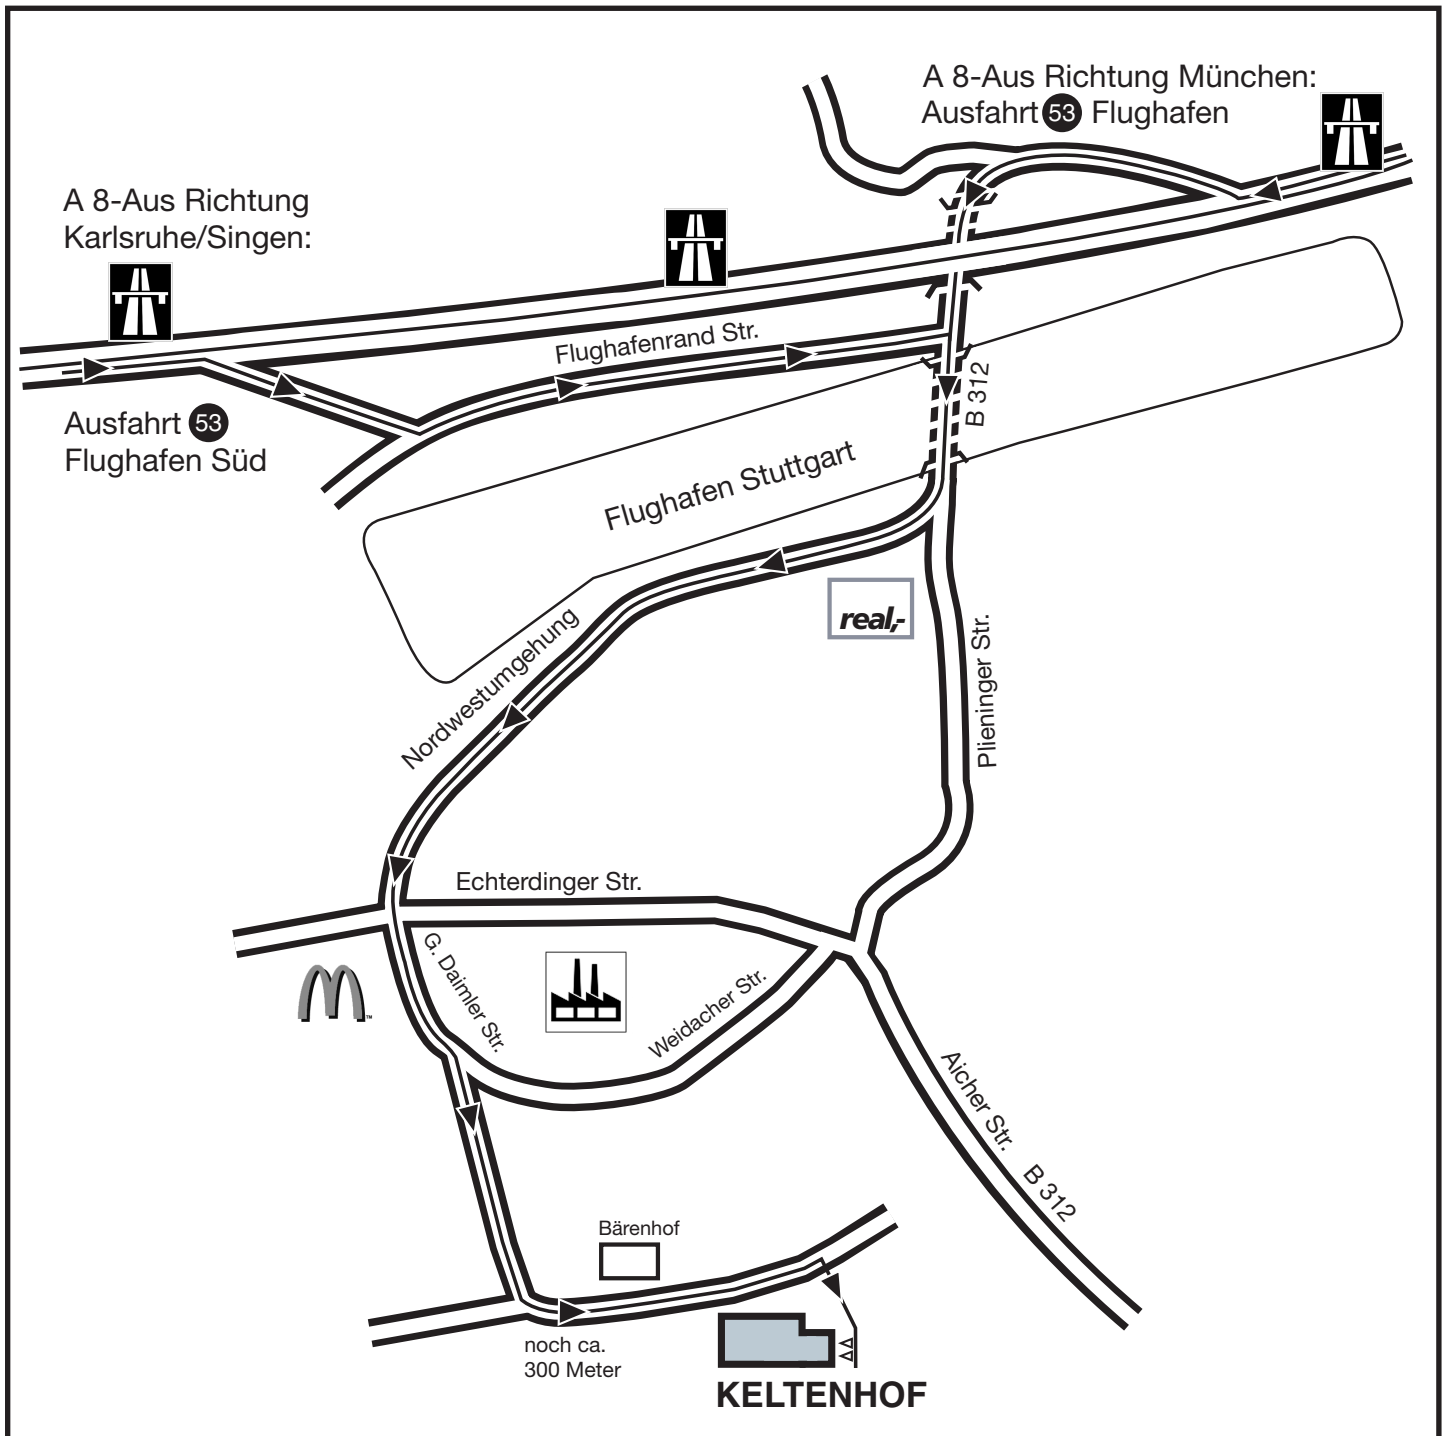 A 8-Aus Richtung München:
Ausfahrt 53 Flughafen
A 8-Aus Richtung
Karlsruhe/Singen:
Flughafenrand Str.
B 312
Ausfahrt 53
Flughafen Süd
Flughafen Stuttgart
real,-
Nordwestumgehung
Plieninger Str.
Echterdinger Str.
G. Daimler Str.
Weidacher Str.
TM
Aicher Str.
B 312
Bärenhof
noch ca.
300 Meter
KELTENHOF